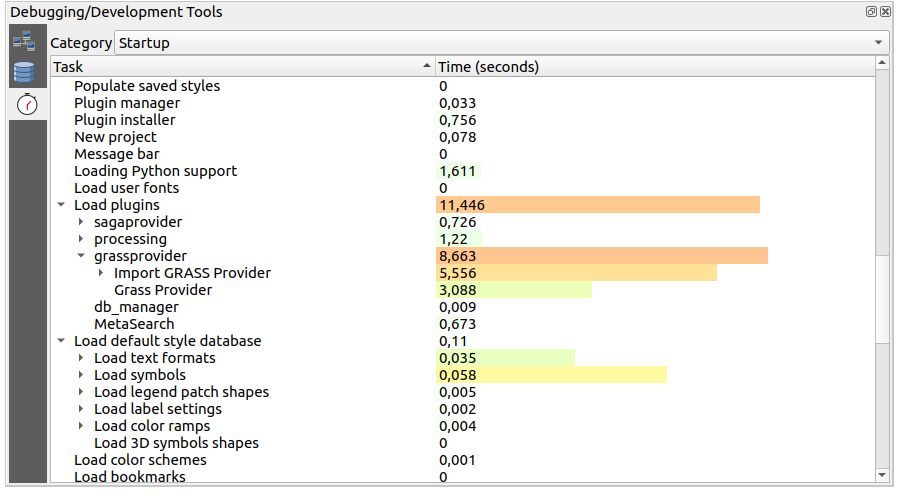 Debugging/Development Tools
Category Startup
Task Time (seconds)
Populate saved styles 0
Plugin manager 0,033
Plugin installer 0,756
New project 0,078
Message bar 0
Loading Python support 1,611
Load user fonts 0
Load plugins 11,446
sagaprovider 0,726
processing 1,22
grassprovider 8,663
Import GRASS Provider 5,556
Grass Provider 3,088
db_manager 0,009
MetaSearch 0,673
Load default style database 0,11
Load text formats 0,035
Load symbols 0,058
Load legend patch shapes 0,005
Load label settings 0,002
Load color ramps 0,004
Load 3D symbols shapes 0
Load color schemes 0,001
Load bookmarks 0